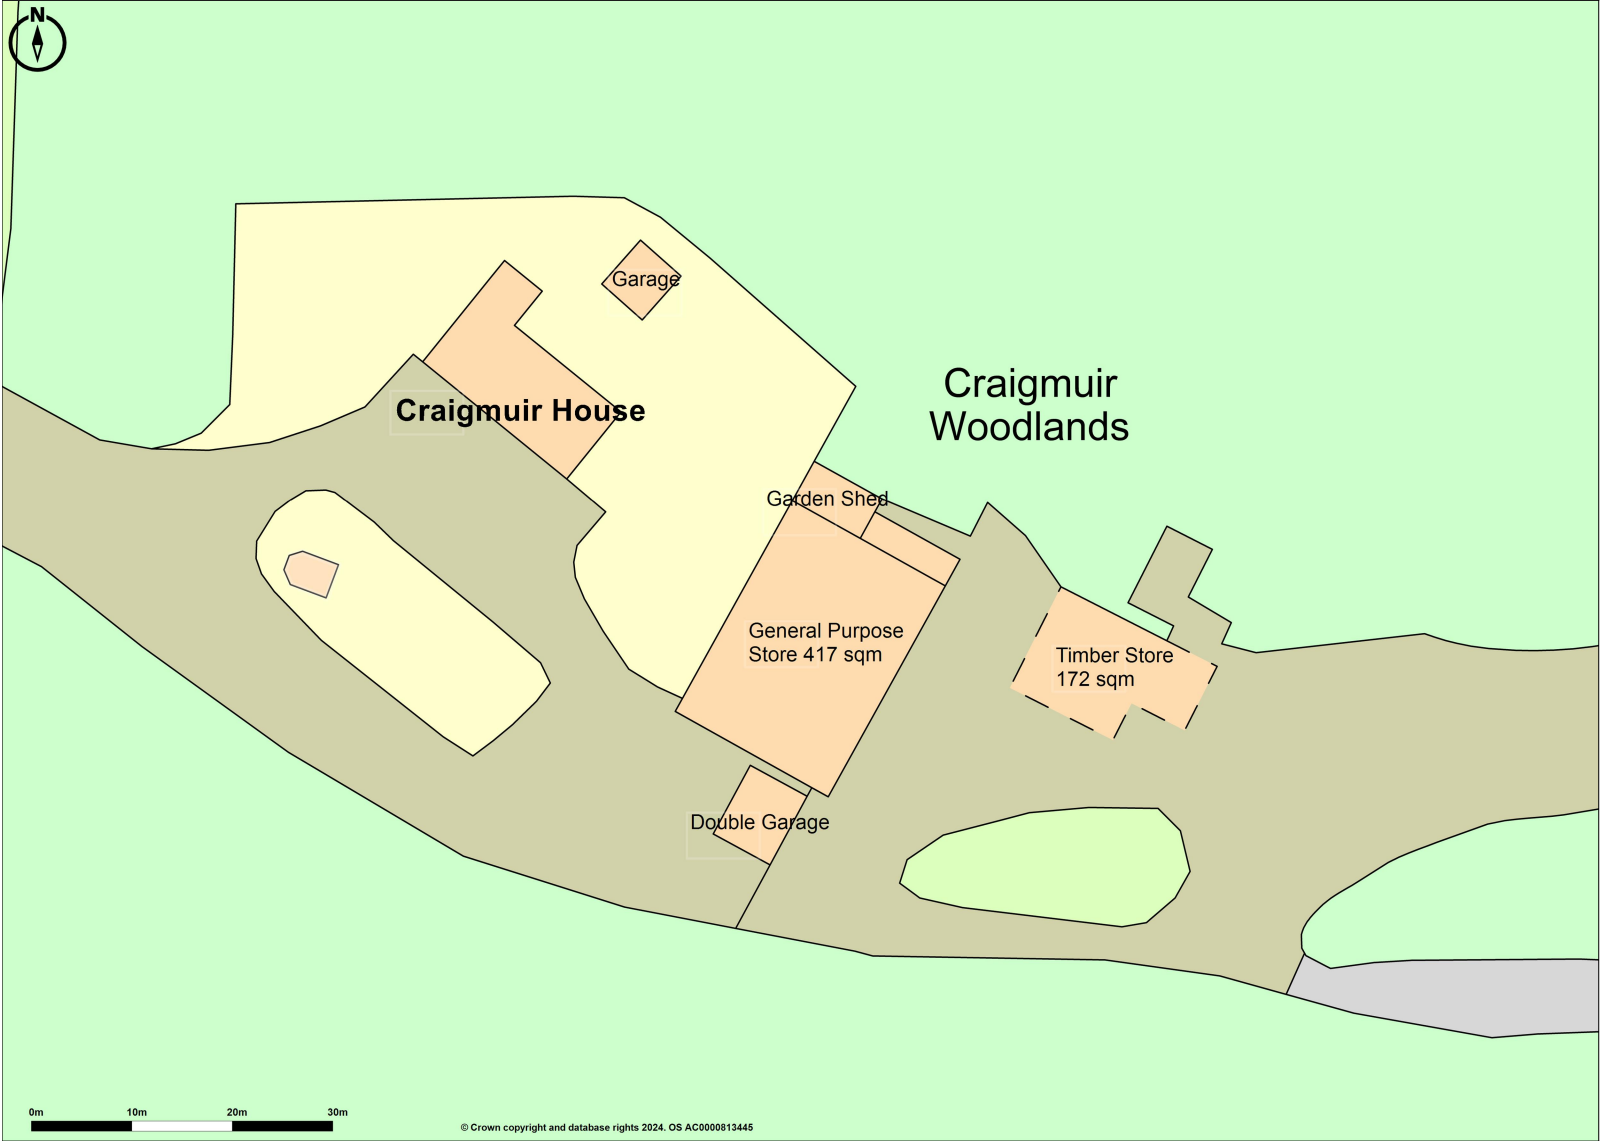 N
Garage
Craigmuir
Woodlands
Craigmuir House
Garden Shed
General Purpose
Store 417 sqm
Timber Store
172 sqm
Double Garage
0m 10m 20m 30m
© Crown copyright and database rights 2024. OS AC0000813445